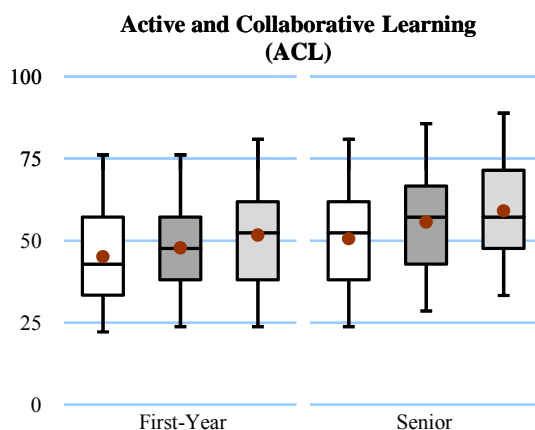 Active and Collaborative Learning
(ACL)
100
75
50
25
0
First-Year
Senior